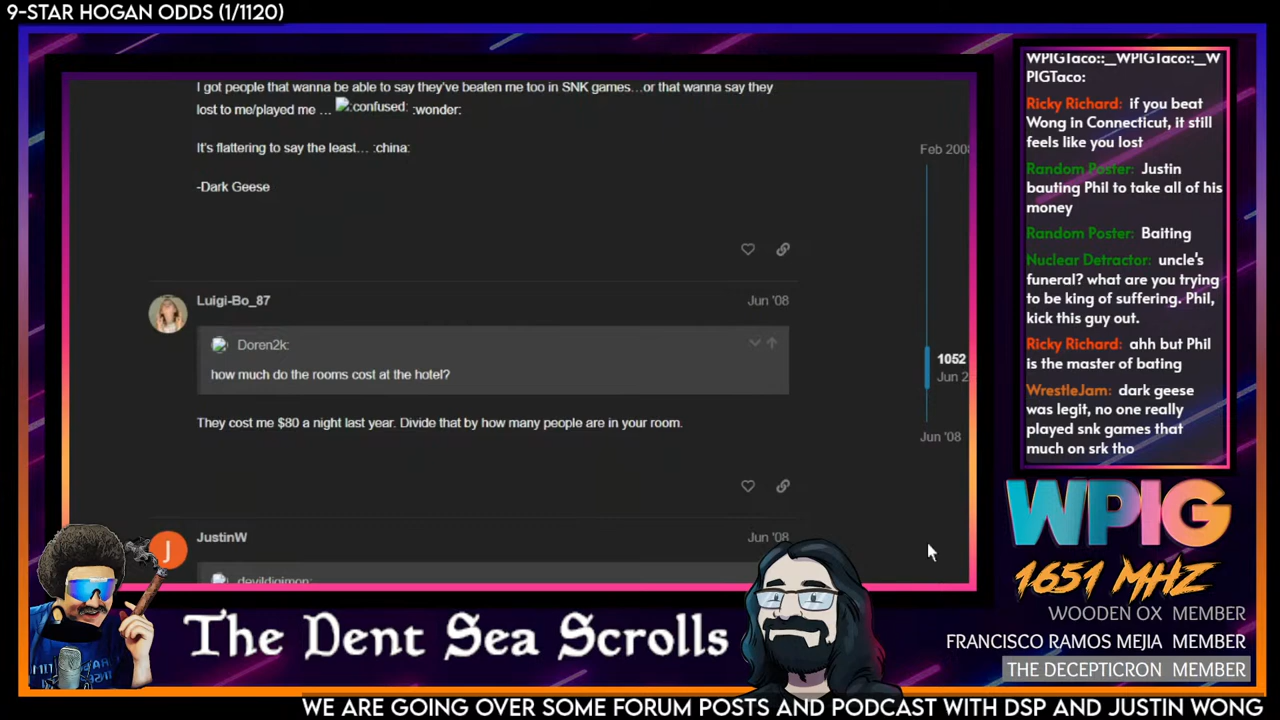 9-STAR HOGAN ODDS (1/1120)
I got people that wanna be able to say they've beaten me too in SNK games...or that wanna say they
lost to me/played me ... :confused: :wonder:
It's flattering to say the least... :china:
-Dark Geese
Luigi-Bo_87
Jun '08
Doren2k:
how much do the rooms cost at the hotel?
They cost me $80 a night last year. Divide that by how many people are in your room.
J
JustinW
Jun '08
devildigimon:
Feb 2008
1052
Jun 2
Jun '08
WPIGTaco::__WPIGTaco::__W
PIGTaco:
Ricky Richard: if you beat
Wong in Connecticut, it still
feels like you lost
Random Poster: Justin
bauting Phil to take all of his
money
Random Poster: Baiting
Nuclear Detractor: uncle's
funeral? what are you trying
to be king of suffering. Phil,
kick this guy out.
Ricky Richard: ahh but Phil
is the master of bating
WrestleJam: dark geese
was legit, no one really
played snk games that
much on srk tho
WPIG
1651 MHZ
WOODEN OX MEMBER
FRANCISCO RAMOS MEJIA MEMBER
THE DECEPTICRON MEMBER
The Dent Sea Scrolls
WE ARE GOING OVER SOME FORUM POSTS AND PODCAST WITH DSP AND JUSTIN WONG